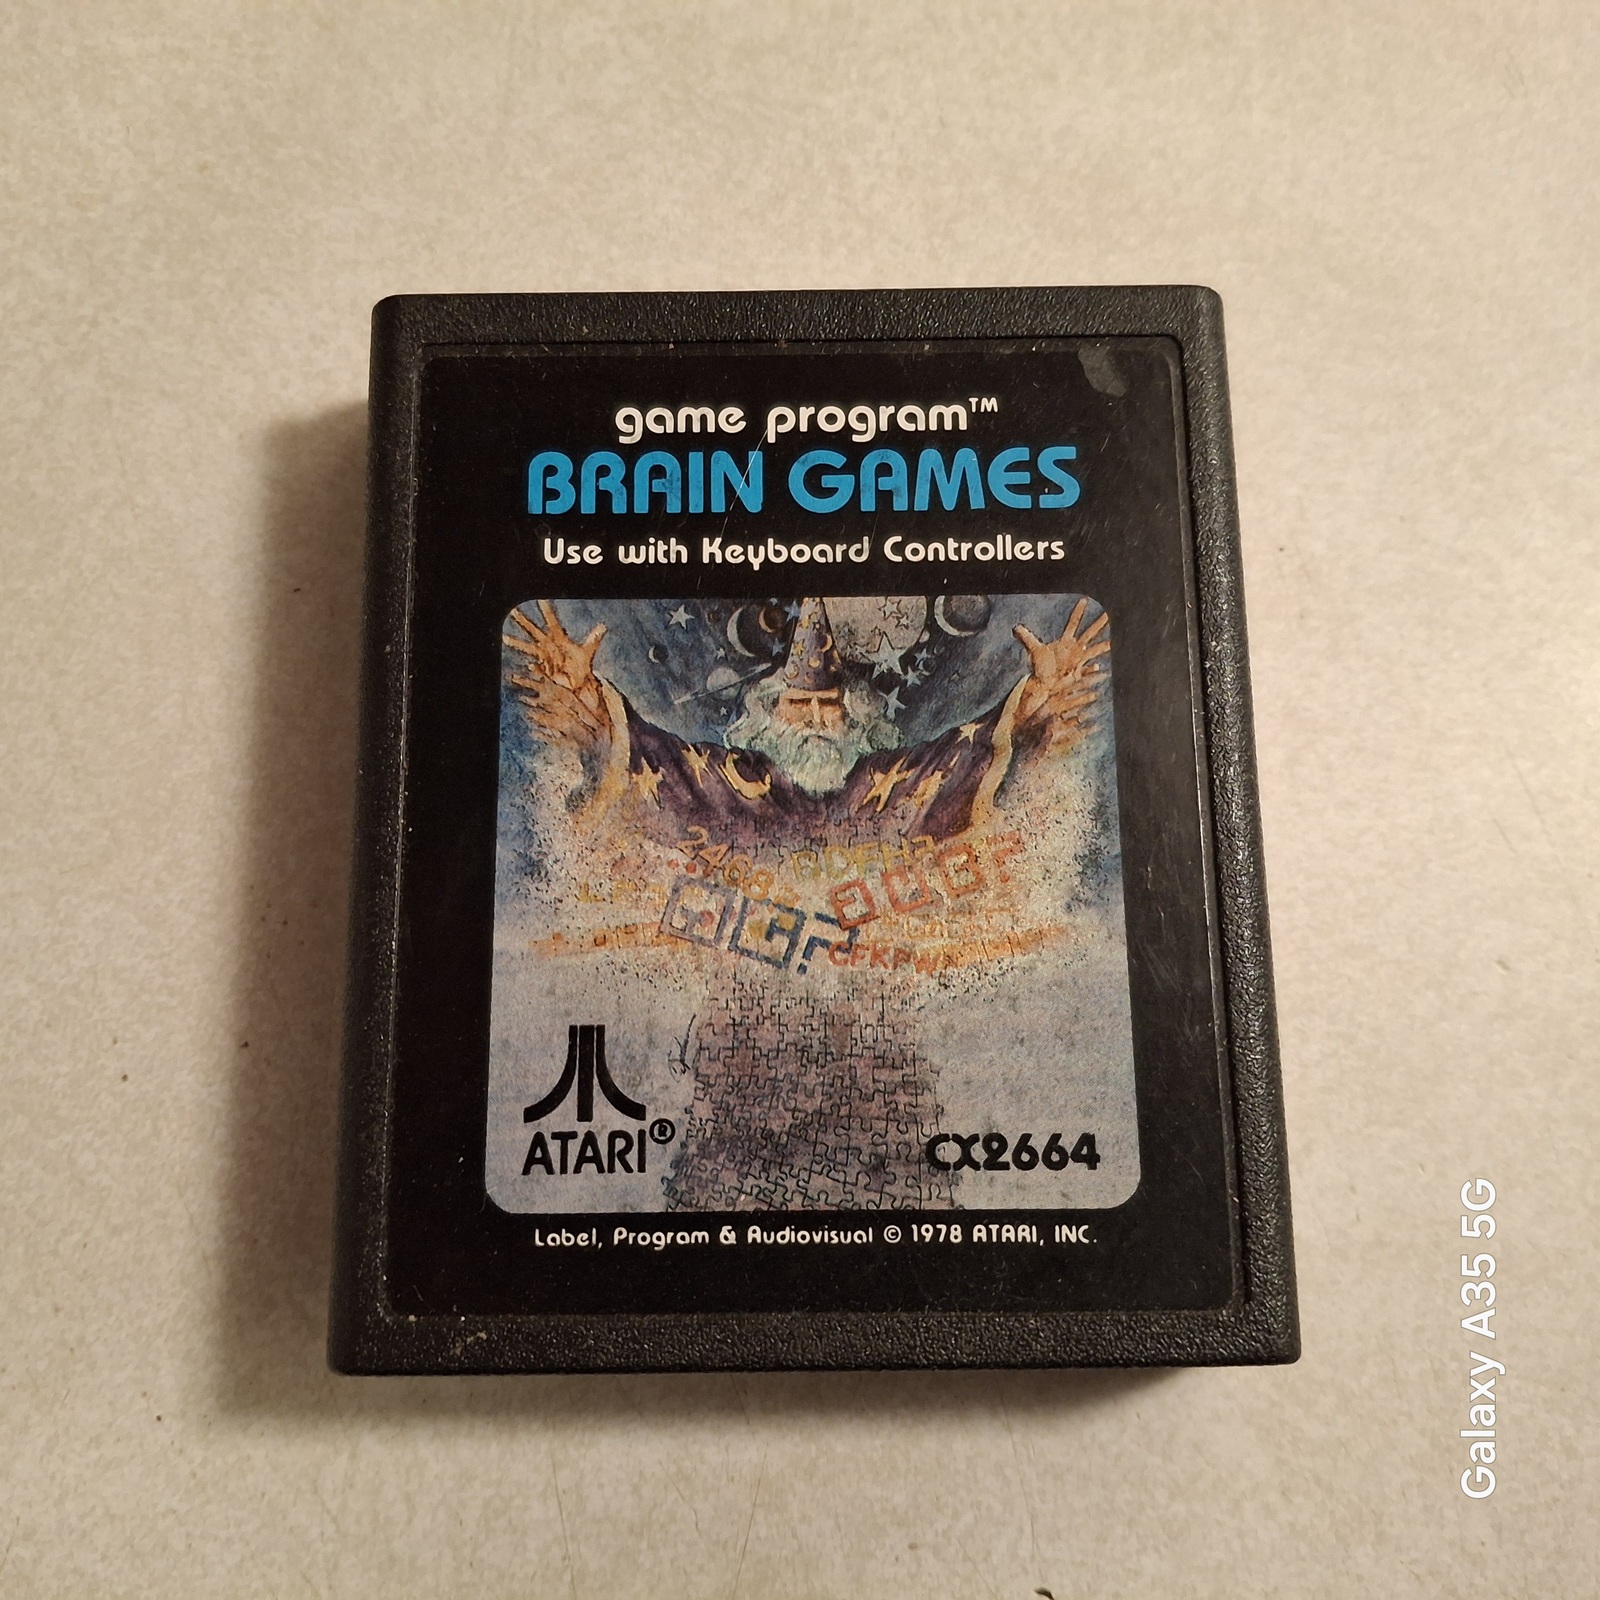 game program™
BRAIN GAMES
Use with Keyboard Controllers
ATARI®
CX2664
Label, Program & Audiovisual © 1978 ATARI, INC.
Galaxy A35 5G